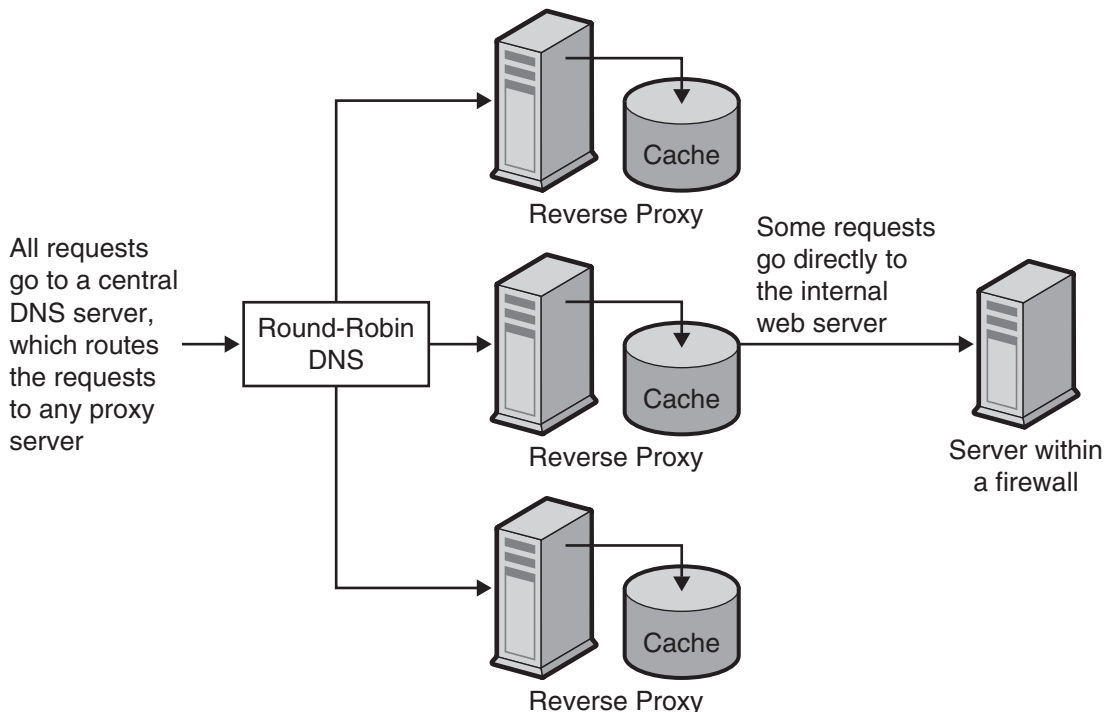 All requests
go to a central
DNS server,
which routes
the requests
to any proxy
server
Round-Robin
DNS
Cache
Reverse Proxy
Cache
Reverse Proxy
Cache
Reverse Proxy
Some requests
go directly to
the internal
web server
Server within
a firewall